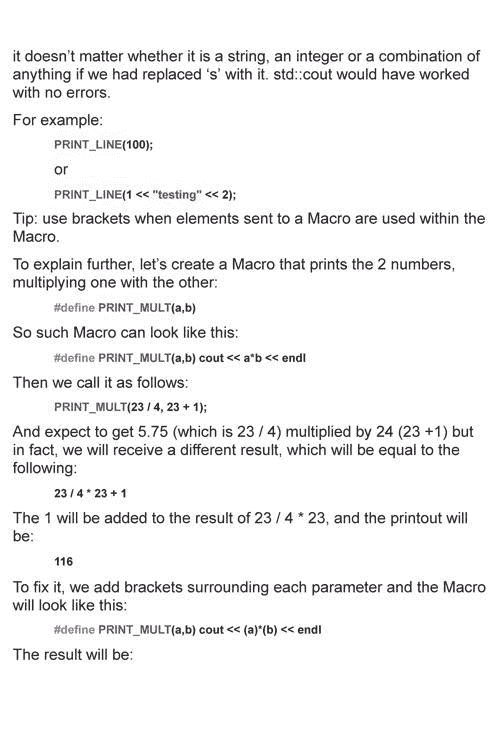 it doesn’t matter whether it is a string, an integer or a combination of
anything if we had replaced ‘s’ with it. std::cout would have worked
with no errors.
For example:
PRINT_LINE(100);
or
PRINT_LINE(1 << "testing" << 2);
Tip: use brackets when elements sent to a Macro are used within the
Macro.
To explain further, let’s create a Macro that prints the 2 numbers,
multiplying one with the other:
#define PRINT_MULT(a,b)
So such Macro can look like this:
#define PRINT_MULT(a,b) cout << a*b << endl
Then we call it as follows:
PRINT_MULT(23 / 4, 23 + 1);
And expect to get 5.75 (which is 23 / 4) multiplied by 24 (23 +1) but
in fact, we will receive a different result, which will be equal to the
following:
23 / 4 * 23 + 1
The 1 will be added to the result of 23 / 4 * 23, and the printout will
be:
116
To fix it, we add brackets surrounding each parameter and the Macro
will look like this:
#define PRINT_MULT(a,b) cout << (a)*(b) << endl
The result will be: